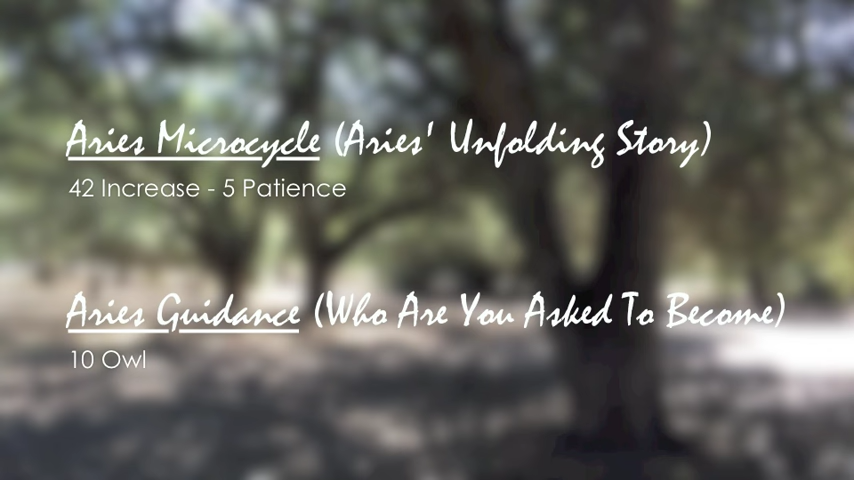 Aries Microcycle (Aries' Unfolding Story)
42 Increase - 5 Patience
Aries Guidance (Who Are You Asked To Become)
10 Owl